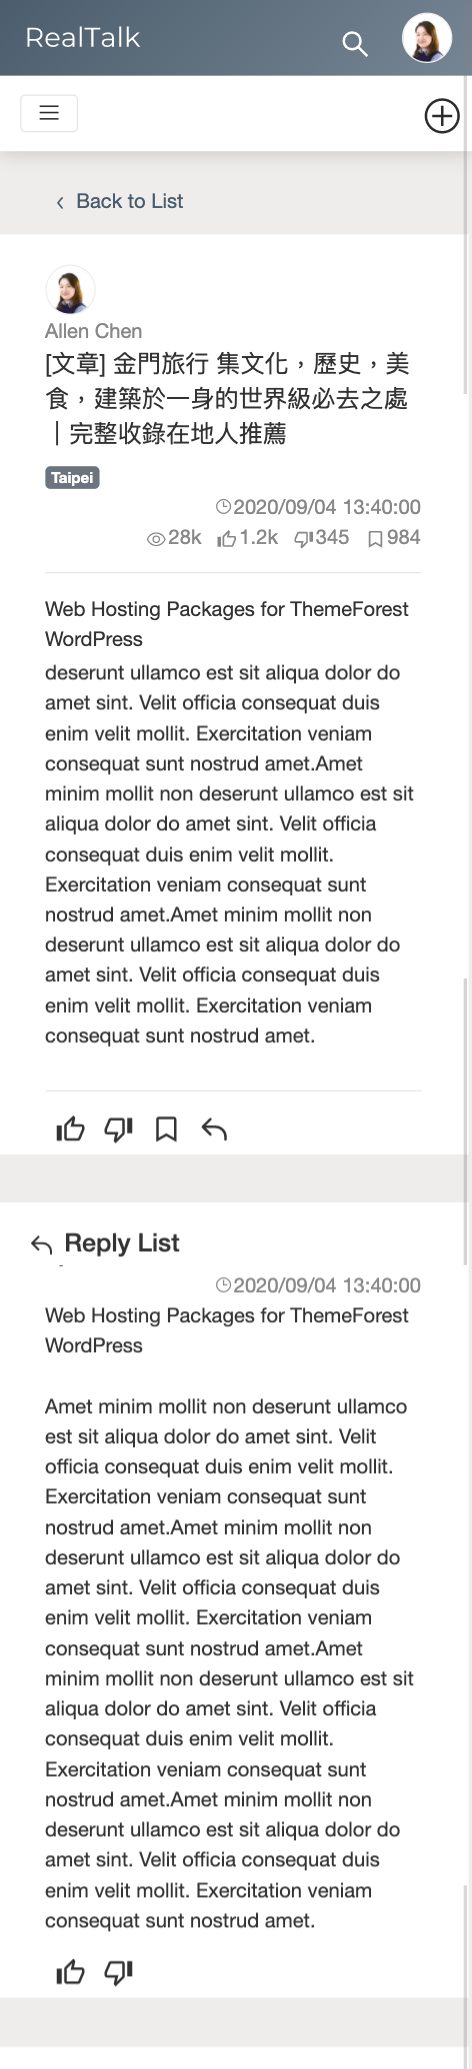 RealTalk
Back to List
Allen Chen
[文章] 金門旅行 集文化，歷史，美
食，建築於一身的世界級必去之處
｜完整收錄在地人推薦
Taipei
2020/09/04 13:40:00
28k 1.2k 345 984
Web Hosting Packages for ThemeForest
WordPress
deserunt ullamco est sit aliqua dolor do
amet sint. Velit officia consequat duis
enim velit mollit. Exercitation veniam
consequat sunt nostrud amet.Amet
minim mollit non deserunt ullamco est sit
aliqua dolor do amet sint. Velit officia
consequat duis enim velit mollit.
Exercitation veniam consequat sunt
nostrud amet.Amet minim mollit non
deserunt ullamco est sit aliqua dolor do
amet sint. Velit officia consequat duis
enim velit mollit. Exercitation veniam
consequat sunt nostrud amet.
Reply List
2020/09/04 13:40:00
Web Hosting Packages for ThemeForest
WordPress
Amet minim mollit non deserunt ullamco
est sit aliqua dolor do amet sint. Velit
officia consequat duis enim velit mollit.
Exercitation veniam consequat sunt
nostrud amet.Amet minim mollit non
deserunt ullamco est sit aliqua dolor do
amet sint. Velit officia consequat duis
enim velit mollit. Exercitation veniam
consequat sunt nostrud amet.Amet
minim mollit non deserunt ullamco est sit
aliqua dolor do amet sint. Velit officia
consequat duis enim velit mollit.
Exercitation veniam consequat sunt
nostrud amet.Amet minim mollit non
deserunt ullamco est sit aliqua dolor do
amet sint. Velit officia consequat duis
enim velit mollit. Exercitation veniam
consequat sunt nostrud amet.